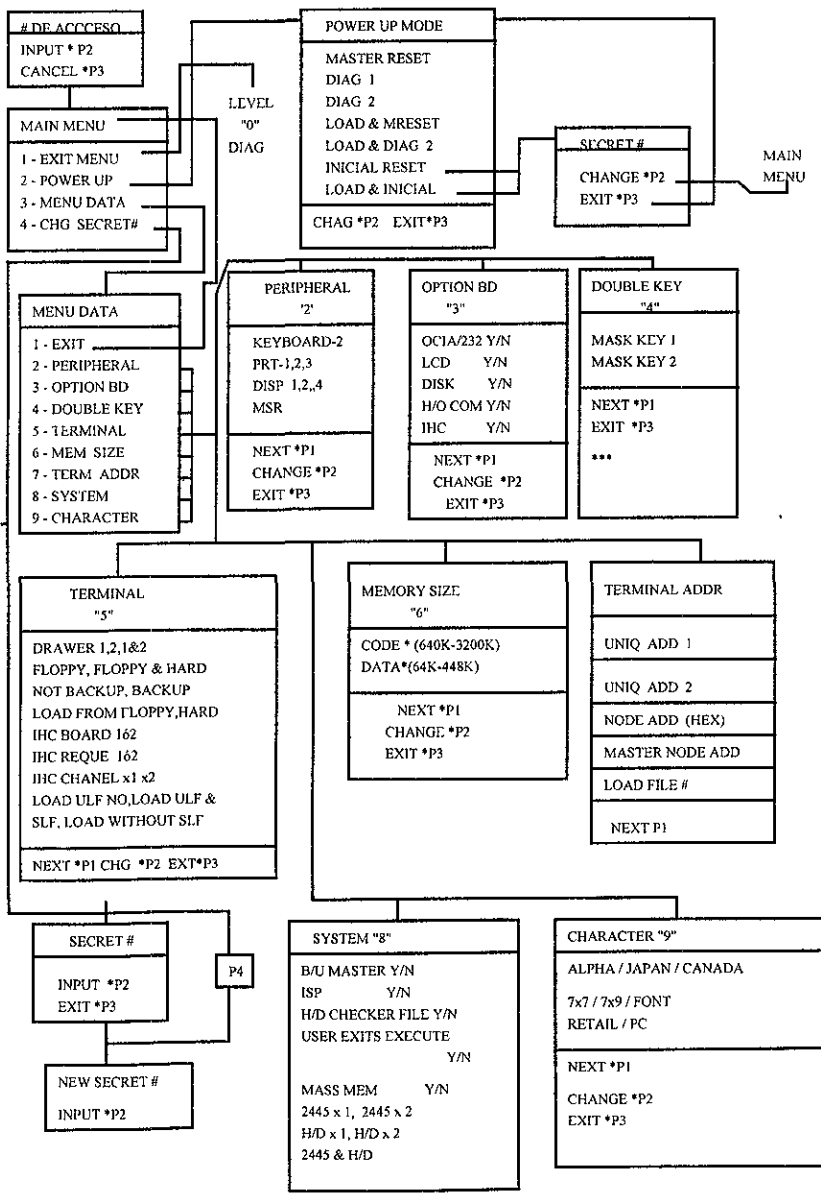 # DE ACCCESO
INPUT * P2
CANCEL *P3
MAIN MENU
1 - EXIT MENU
2 - POWER UP
3 - MENU DATA
4 - CHG SECRET#
LEVEL
"0"
DIAG
POWER UP MODE
MASTER RESET
DIAG 1
DIAG 2
LOAD & MRESET
LOAD & DIAG 2
INICIAL RESET
LOAD & INICIAL
CHAG *P2 EXIT*P3
SECRET #
CHANGE *P2
EXIT *P3
MAIN
MENU
MENU DATA
1 - EXIT
2 - PERIPHERAL
3 - OPTION BD
4 - DOUBLE KEY
5 - TERMINAL
6 - MEM SIZE
7 - TERM ADDR
8 - SYSTEM
9 - CHARACTER
PERIPHERAL
'2'
KEYBOARD-2
PRT-1,2,3
DISP 1,2,,4
MSR
NEXT *P1
CHANGE *P2
EXIT *P3
OPTION BD
"3"
OCIA/232 Y/N
LCD Y/N
DISK Y/N
H/O COM Y/N
IHC Y/N
NEXT *P1
CHANGE *P2
EXIT *P3
DOUBLE KEY
"4"
MASK KEY 1
MASK KEY 2
NEXT *P1
EXIT *P3
***
TERMINAL
"5"
DRAWER 1,2,1&2
FLOPPY, FLOPPY & HARD
NOT BACKUP, BACKUP
LOAD FROM FLOPPY,HARD
IHC BOARD 162
IHC REQUE 162
IHC CHANEL x1 x2
LOAD ULF NO,LOAD ULF &
SLF, LOAD WITHOUT SLF
NEXT *P1 CHG *P2 EXT*P3
MEMORY SIZE
"6"
CODE * (640K-3200K)
DATA*(64K-448K)
NEXT *P1
CHANGE *P2
EXIT *P3
TERMINAL ADDR
UNIQ ADD 1
UNIQ ADD 2
NODE ADD (HEX)
MASTER NODE ADD
LOAD FILE #
NEXT P1
SECRET #
INPUT *P2
EXIT *P3
P4
NEW SECRET #
INPUT *P2
SYSTEM "8"
B/U MASTER Y/N
ISP Y/N
H/D CHECKER FILE Y/N
USER EXITS EXECUTE
Y/N
MASS MEM Y/N
2445 x 1, 2445 x 2
H/D x 1, H/D x 2
2445 & H/D
CHARACTER "9"
ALPHA / JAPAN / CANADA
7x7 / 7x9 / FONT
RETAIL / PC
NEXT *P1
CHANGE *P2
EXIT *P3